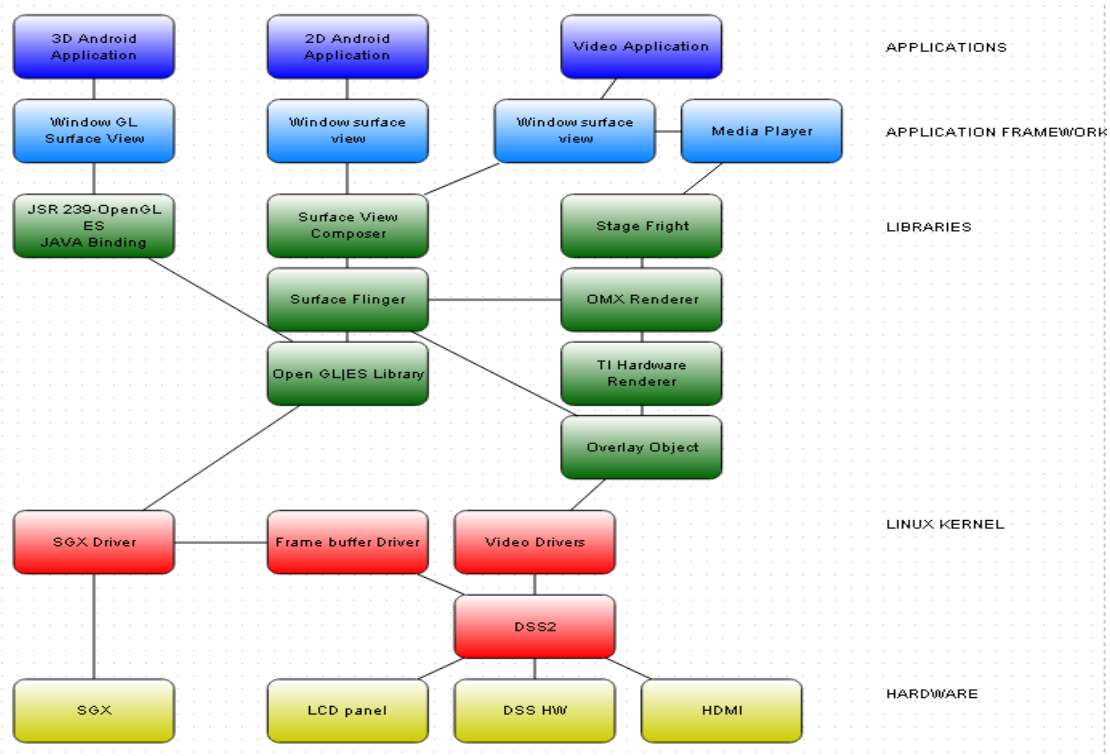 3D Android
Application
2D Android
Application
Video Application
APPLICATIONS
Window GL
Surface View
Window surface
view
Window surface
view
Media Player
APPLICATION FRAMEWORK
JSR 239-OpenGL
ES
JAVA Binding
Surface View
Composer
Stage Fright
LIBRARIES
Surface Flinger
OMX Renderer
Open GL|ES Library
TI Hardware
Renderer
Overlay Object
SGX Driver
Frame buffer Driver
Video Drivers
LINUX KERNEL
DSS2
SGX
LCD panel
DSS HW
HDMI
HARDWARE